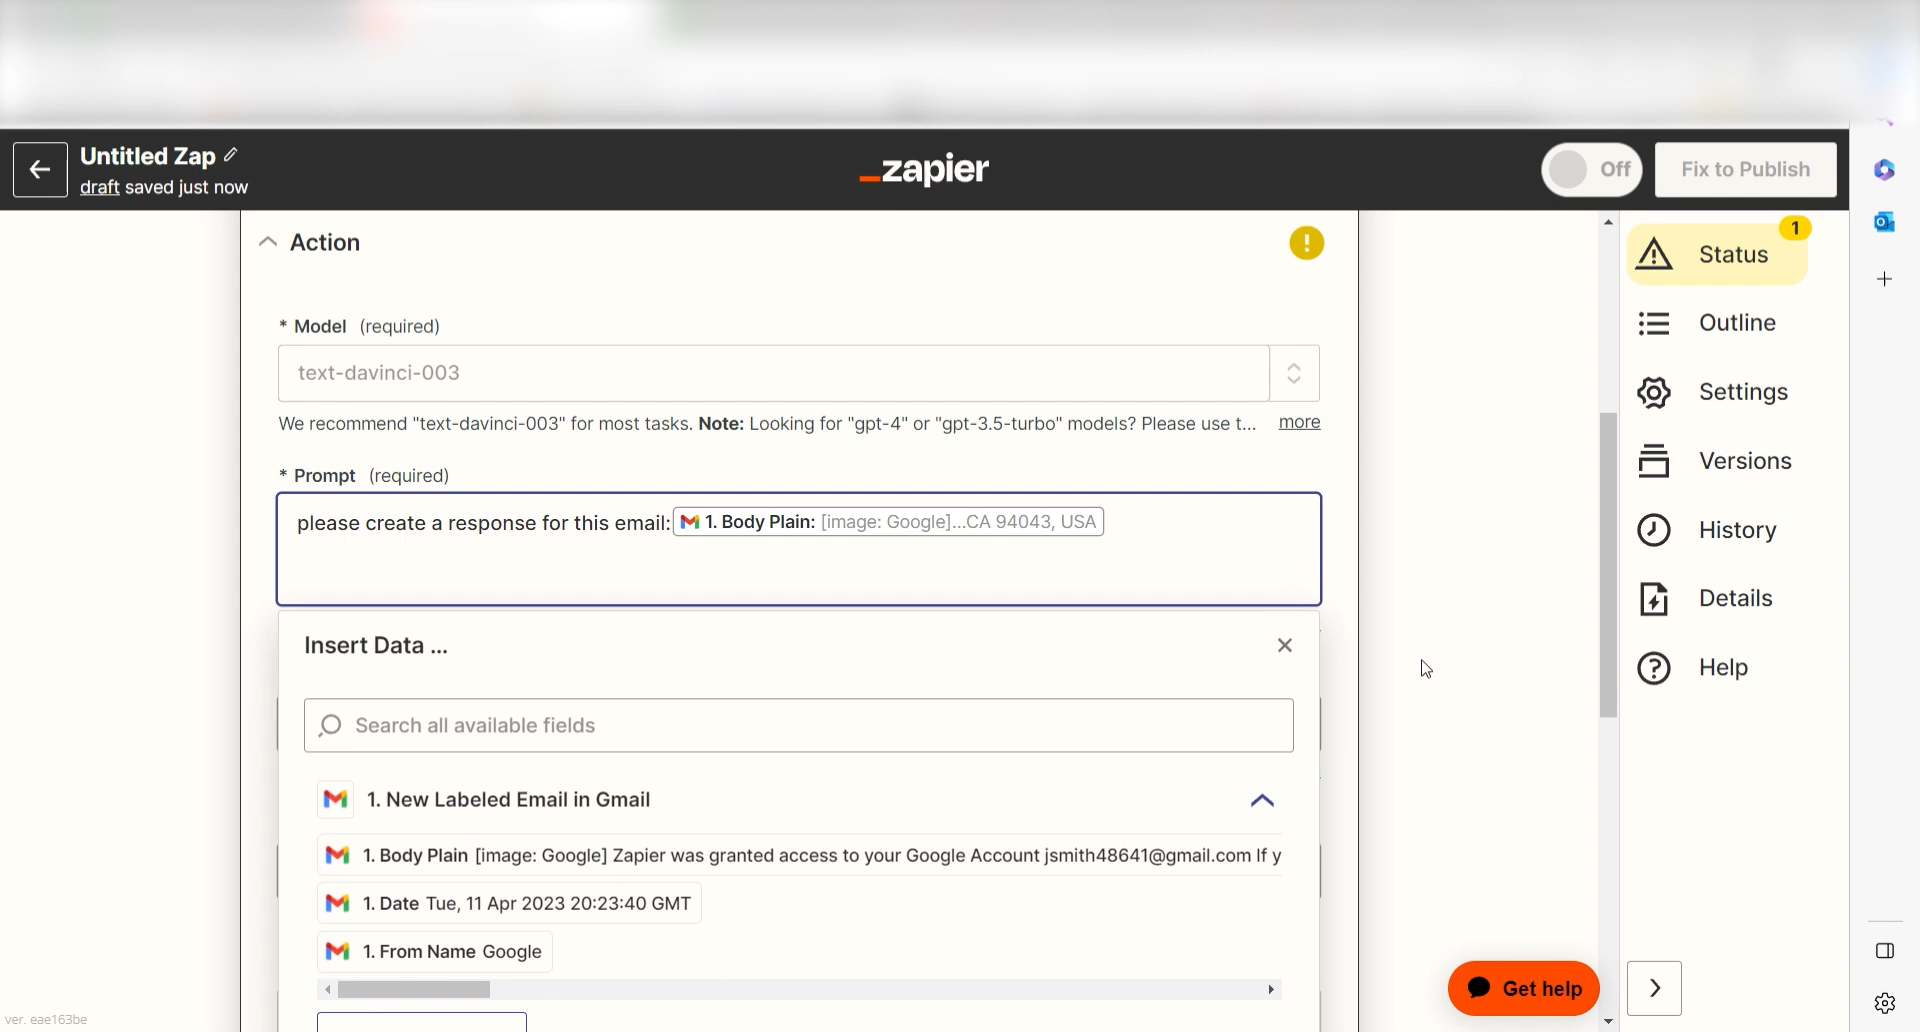 Untitled Zap
draft saved just now
zapier
Off
Fix to Publish
Action
!
1
Status
Outline
Settings
Versions
History
Details
Help
* Model (required)
text-davinci-003
We recommend "text-davinci-003" for most tasks. Note: Looking for "gpt-4" or "gpt-3.5-turbo" models? Please use t... more
* Prompt (required)
please create a response for this email: 1. Body Plain: [image: Google]...CA 94043, USA
Insert Data ...
Search all available fields
1. New Labeled Email in Gmail
1. Body Plain [image: Google] Zapier was granted access to your Google Account jsmith48641@gmail.com If y
1. Date Tue, 11 Apr 2023 20:23:40 GMT
1. From Name Google
Get help
ver. eae163be